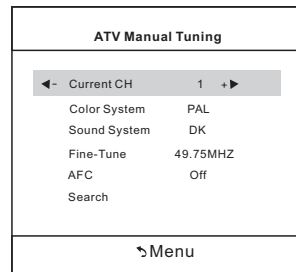 ATV Manual Tuning
◀- Current CH 1 +▶
Color System PAL
Sound System DK
Fine-Tune 49.75MHZ
AFC Off
Search
Menu